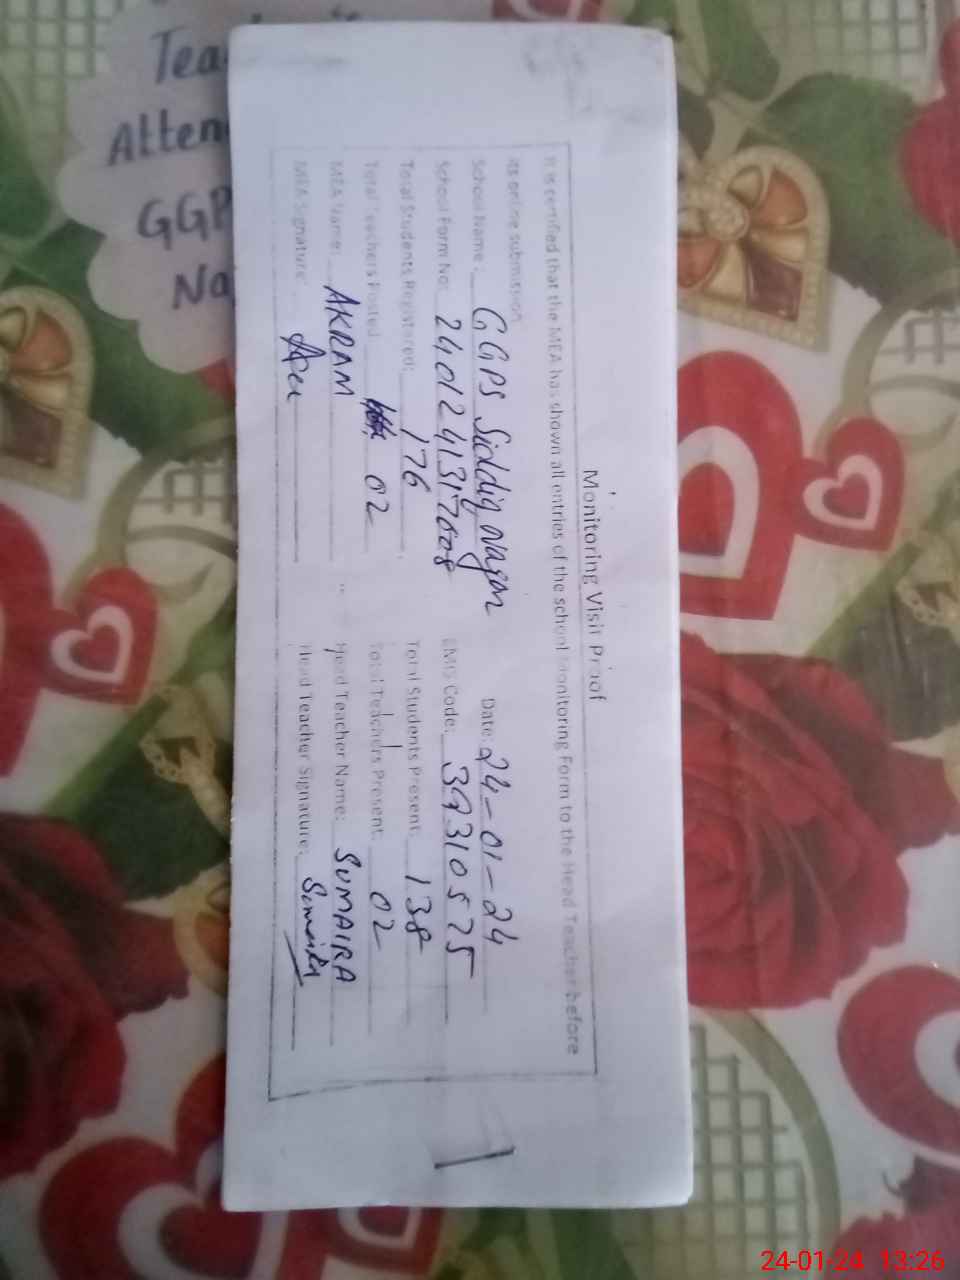 Tea
Atten
GGP
Na
Monitoring Visit Proof
It is certified that the MEA has shown all entries of the school Monitoring Form to the Head Teacher before
its online submission
Date: 24-01-24
School Name: GGPS Siddiq Nagar
School Form No: EMIS Code: 39310575
Total Students Registered: 176 Total Students Present: 138
Total Teachers Posted 02 Total Teachers Present: 02
MEA Name: AKRAM Head Teacher Name: SUMAIRA
MEA Signature: Head Teacher Signature: Sumaira
24-01-24 13:26